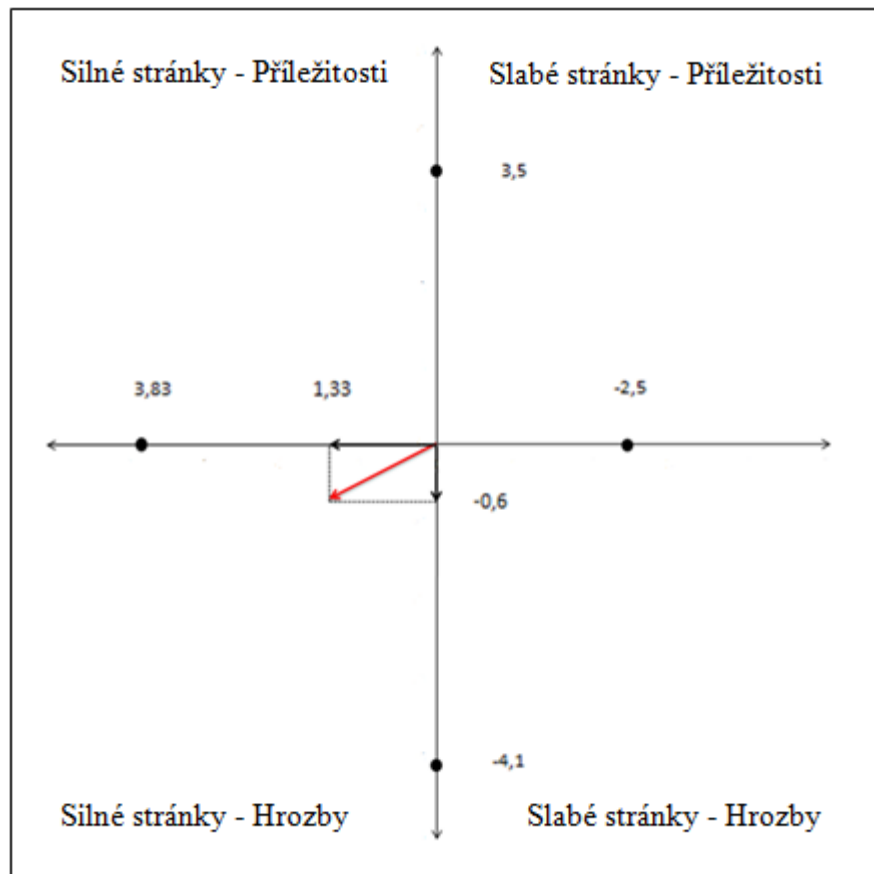 Silné stránky - Příležitosti
Slabé stránky - Příležitosti
3,5
3,83
1,33
-2,5
-0,6
-4,1
Silné stránky - Hrozby
Slabé stránky - Hrozby